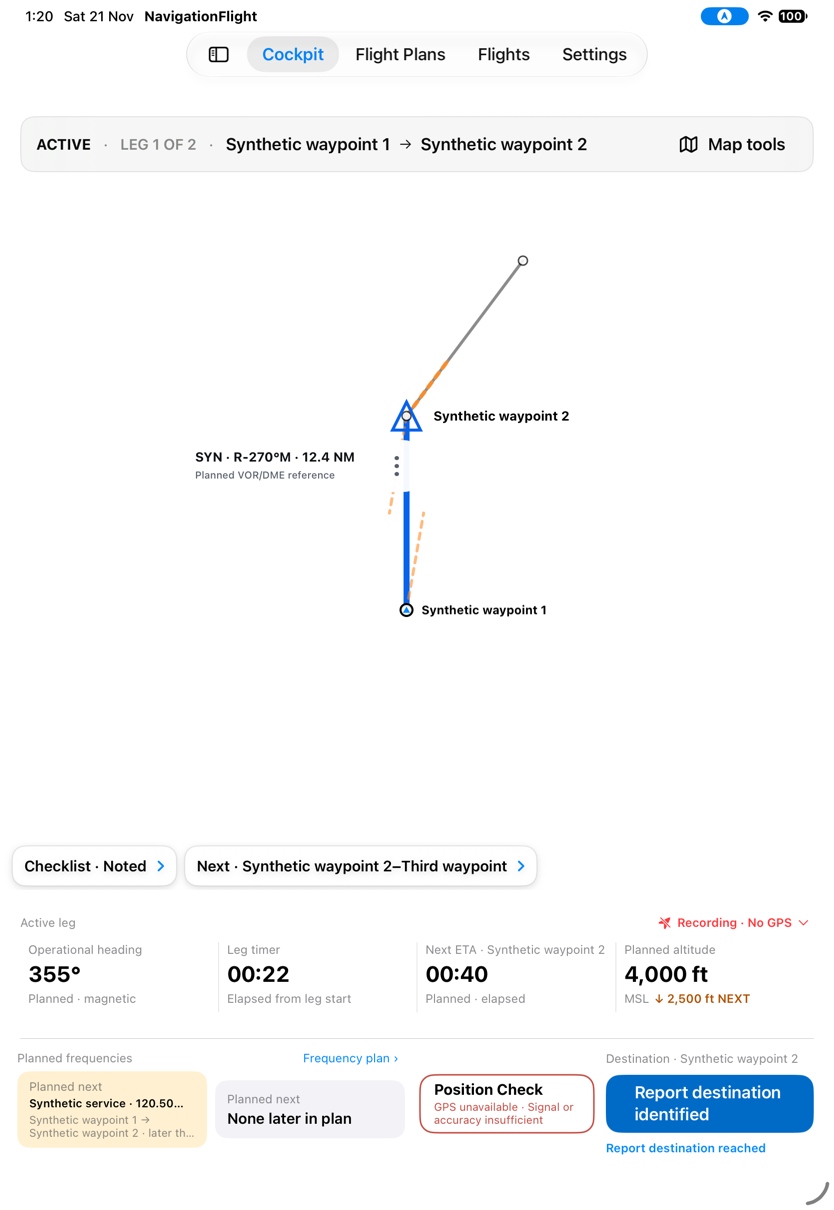 1:20 Sat 21 Nov NavigationFlight
100
Cockpit Flight Plans Flights Settings
ACTIVE · LEG 1 OF 2 · Synthetic waypoint 1 → Synthetic waypoint 2
Map tools
Synthetic waypoint 2
SYN · R-270°M · 12.4 NM
Planned VOR/DME reference
Synthetic waypoint 1
Checklist · Noted
Next · Synthetic waypoint 2–Third waypoint
Active leg
Recording · No GPS
Operational heading
355°
Planned · magnetic
Leg timer
00:22
Elapsed from leg start
Next ETA · Synthetic waypoint 2
00:40
Planned · elapsed
Planned altitude
4,000 ft
MSL ↓ 2,500 ft NEXT
Planned frequencies
Frequency plan ›
Planned next
Synthetic service · 120.50...
Synthetic waypoint 1 →
Synthetic waypoint 2 · later th...
Planned next
None later in plan
Position Check
GPS unavailable · Signal or
accuracy insufficient
Destination · Synthetic waypoint 2
Report destination
identified
Report destination reached